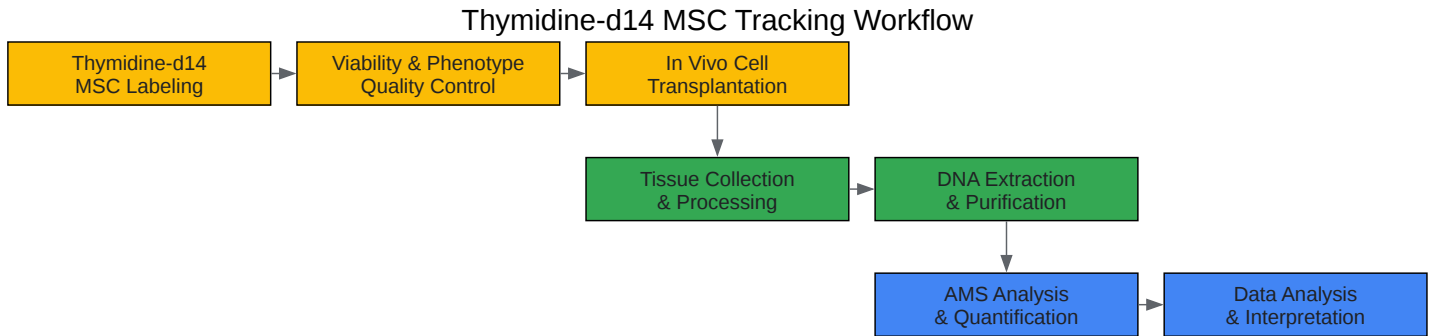 Thymidine-d14 MSC Tracking Workflow
Thymidine-d14
MSC Labeling
Viability & Phenotype
Quality Control
In Vivo Cell
Transplantation
Tissue Collection
& Processing
DNA Extraction
& Purification
AMS Analysis
& Quantification
Data Analysis
& Interpretation